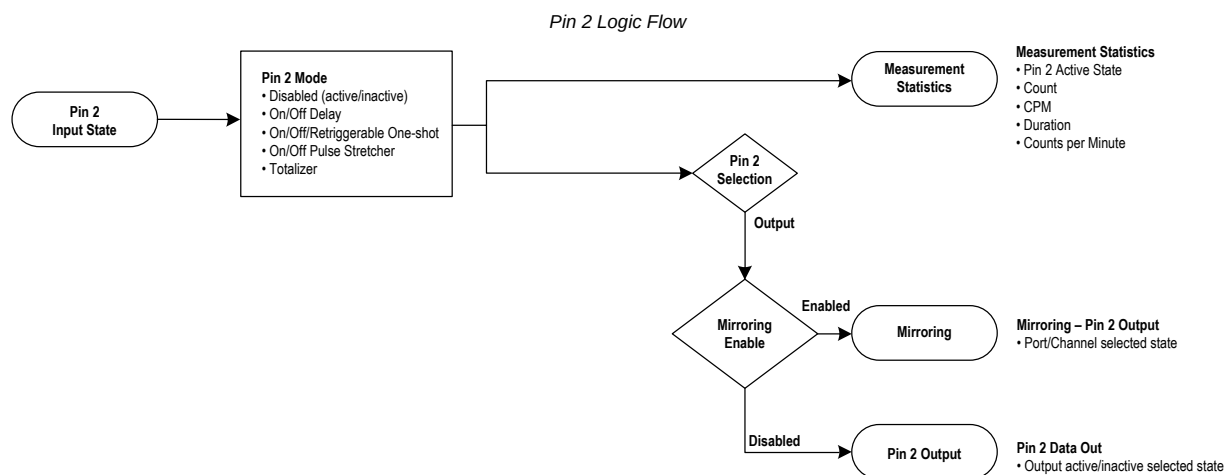 Pin 2 Logic Flow
Pin 2
Input State
Pin 2 Mode
• Disabled (active/inactive)
• On/Off Delay
• On/Off/Retriggerable One-shot
• On/Off Pulse Stretcher
• Totalizer
Measurement
Statistics
Measurement Statistics
• Pin 2 Active State
• Count
• CPM
• Duration
• Counts per Minute
Pin 2
Selection
Output
Mirroring
Enable
Enabled
Mirroring
Mirroring – Pin 2 Output
• Port/Channel selected state
Disabled
Pin 2 Output
Pin 2 Data Out
• Output active/inactive selected state